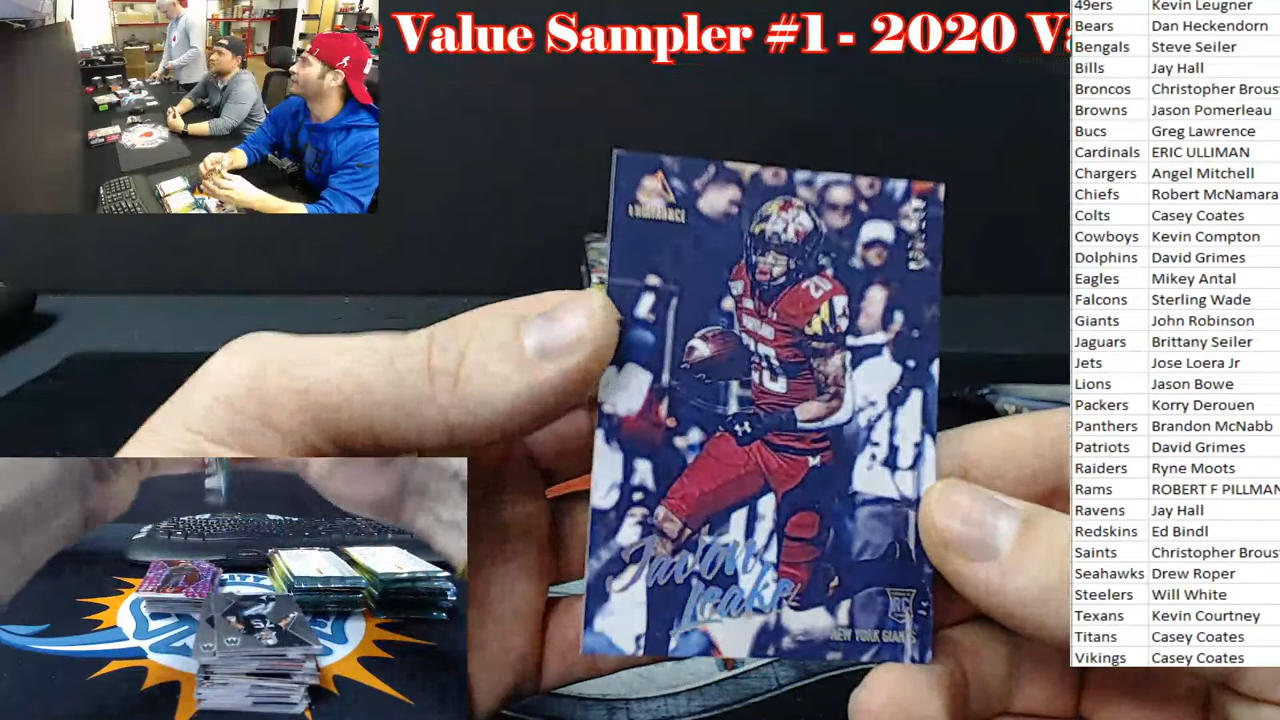 Value Sampler #1 - 2020 Va
49ers Kevin Leugner
Bears Dan Heckendorn
Bengals Steve Seiler
Bills Jay Hall
Broncos Christopher Brous
Browns Jason Pomerleau
Bucs Greg Lawrence
Cardinals ERIC ULLIMAN
Chargers Angel Mitchell
Chiefs Robert McNamara
Colts Casey Coates
Cowboys Kevin Compton
Dolphins David Grimes
Eagles Mikey Antal
Falcons Sterling Wade
Giants John Robinson
Jaguars Brittany Seiler
Jets Jose Loera Jr
Lions Jason Bowe
Packers Korry Derouen
Panthers Brandon McNabb
Patriots David Grimes
Raiders Ryne Moots
Rams ROBERT F PILLMAN
Ravens Jay Hall
Redskins Ed Bindl
Saints Christopher Brous
Seahawks Drew Roper
Steelers Will White
Texans Kevin Courtney
Titans Casey Coates
Vikings Casey Coates
20
20
Javon
Leake
RC
NEW YORK GIANTS